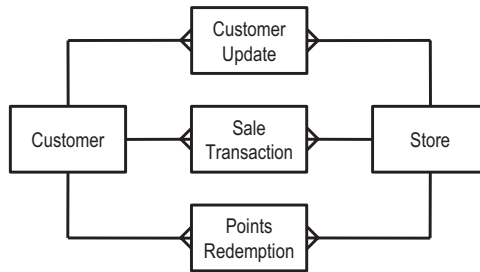 Customer
Update
Customer
Sale
Transaction
Store
Points
Redemption